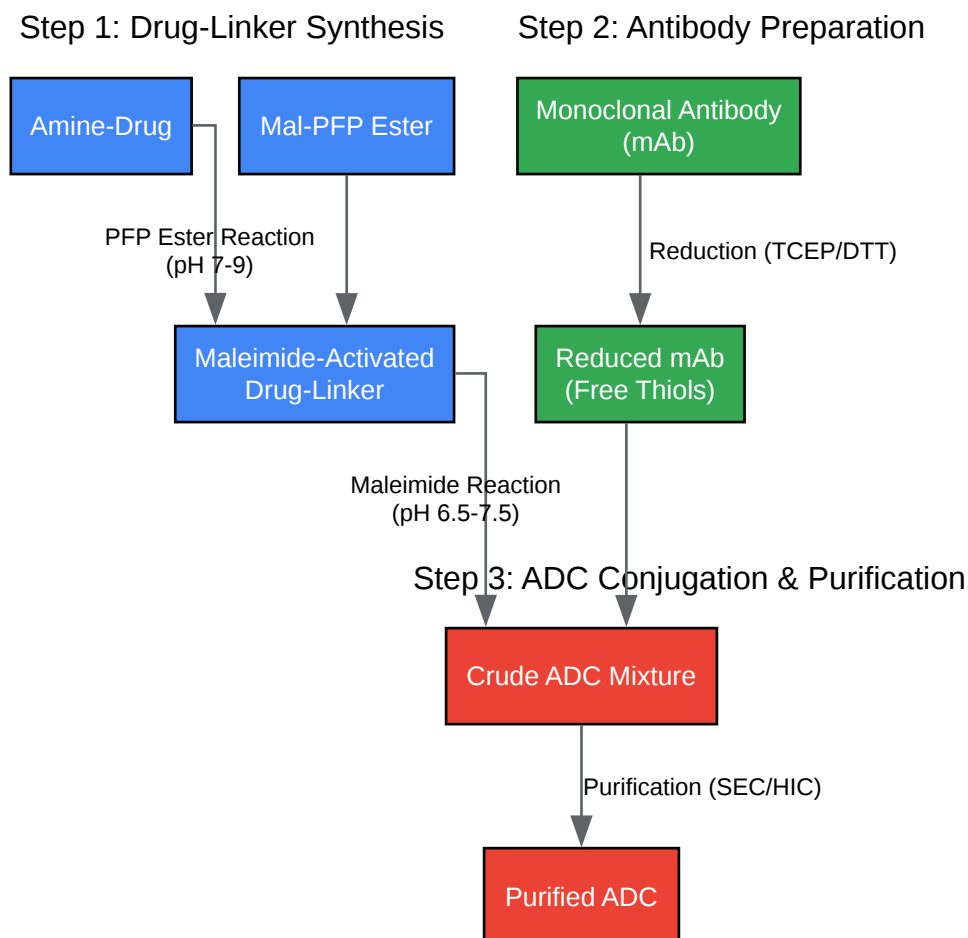 Step 1: Drug-Linker Synthesis
Step 2: Antibody Preparation
Amine-Drug
Mal-PFP Ester
Monoclonal Antibody
(mAb)
PFP Ester Reaction
(pH 7-9)
Reduction (TCEP/DTT)
Maleimide-Activated
Drug-Linker
Reduced mAb
(Free Thiols)
Maleimide Reaction
(pH 6.5-7.5)
Step 3: ADC Conjugation & Purification
Crude ADC Mixture
Purification (SEC/HIC)
Purified ADC